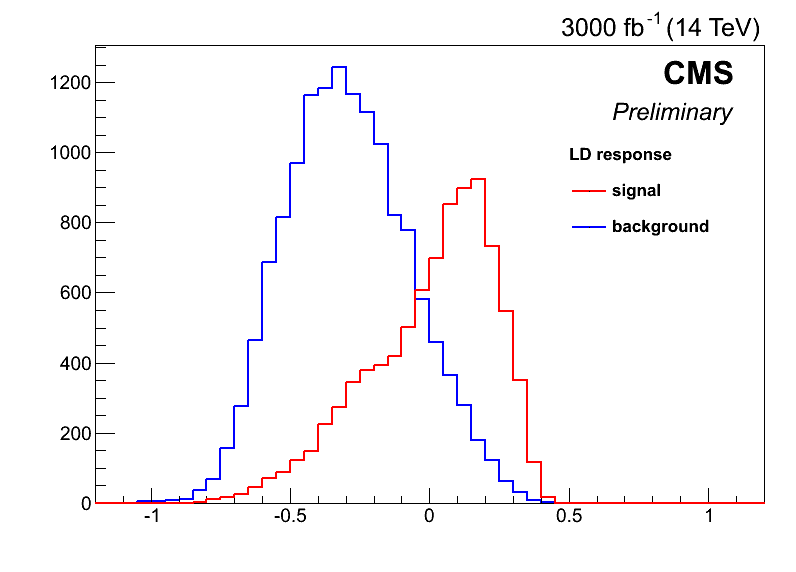 3000 fb-1 (14 TeV)
CMS
Preliminary
LD response
signal
background
1200
1000
800
600
400
200
0
-1 -0.5 0 0.5 1